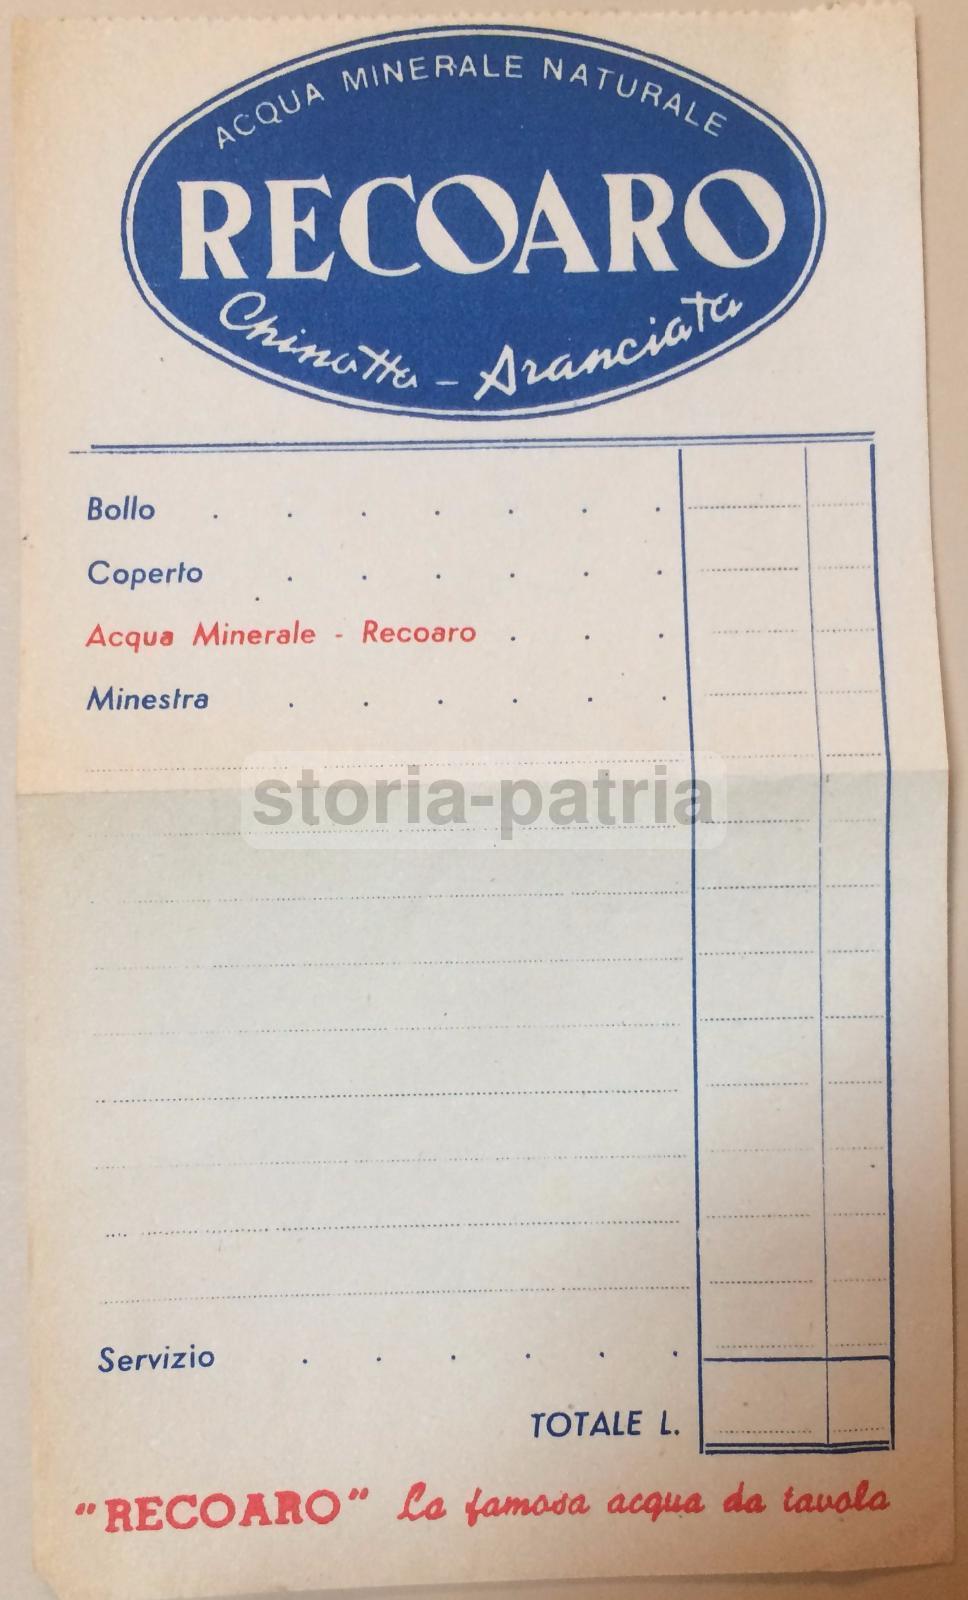 ACQUA MINERALE NATURALE
RECOARO
Chinotto - Aranciata
Bollo . . . . . . .
Coperto . . . . . .
Acqua Minerale - Recoaro . . .
Minestra . . . . . .
storia-patria
Servizio . . . . . .
TOTALE L.
"RECOARO" La famosa acqua da tavola